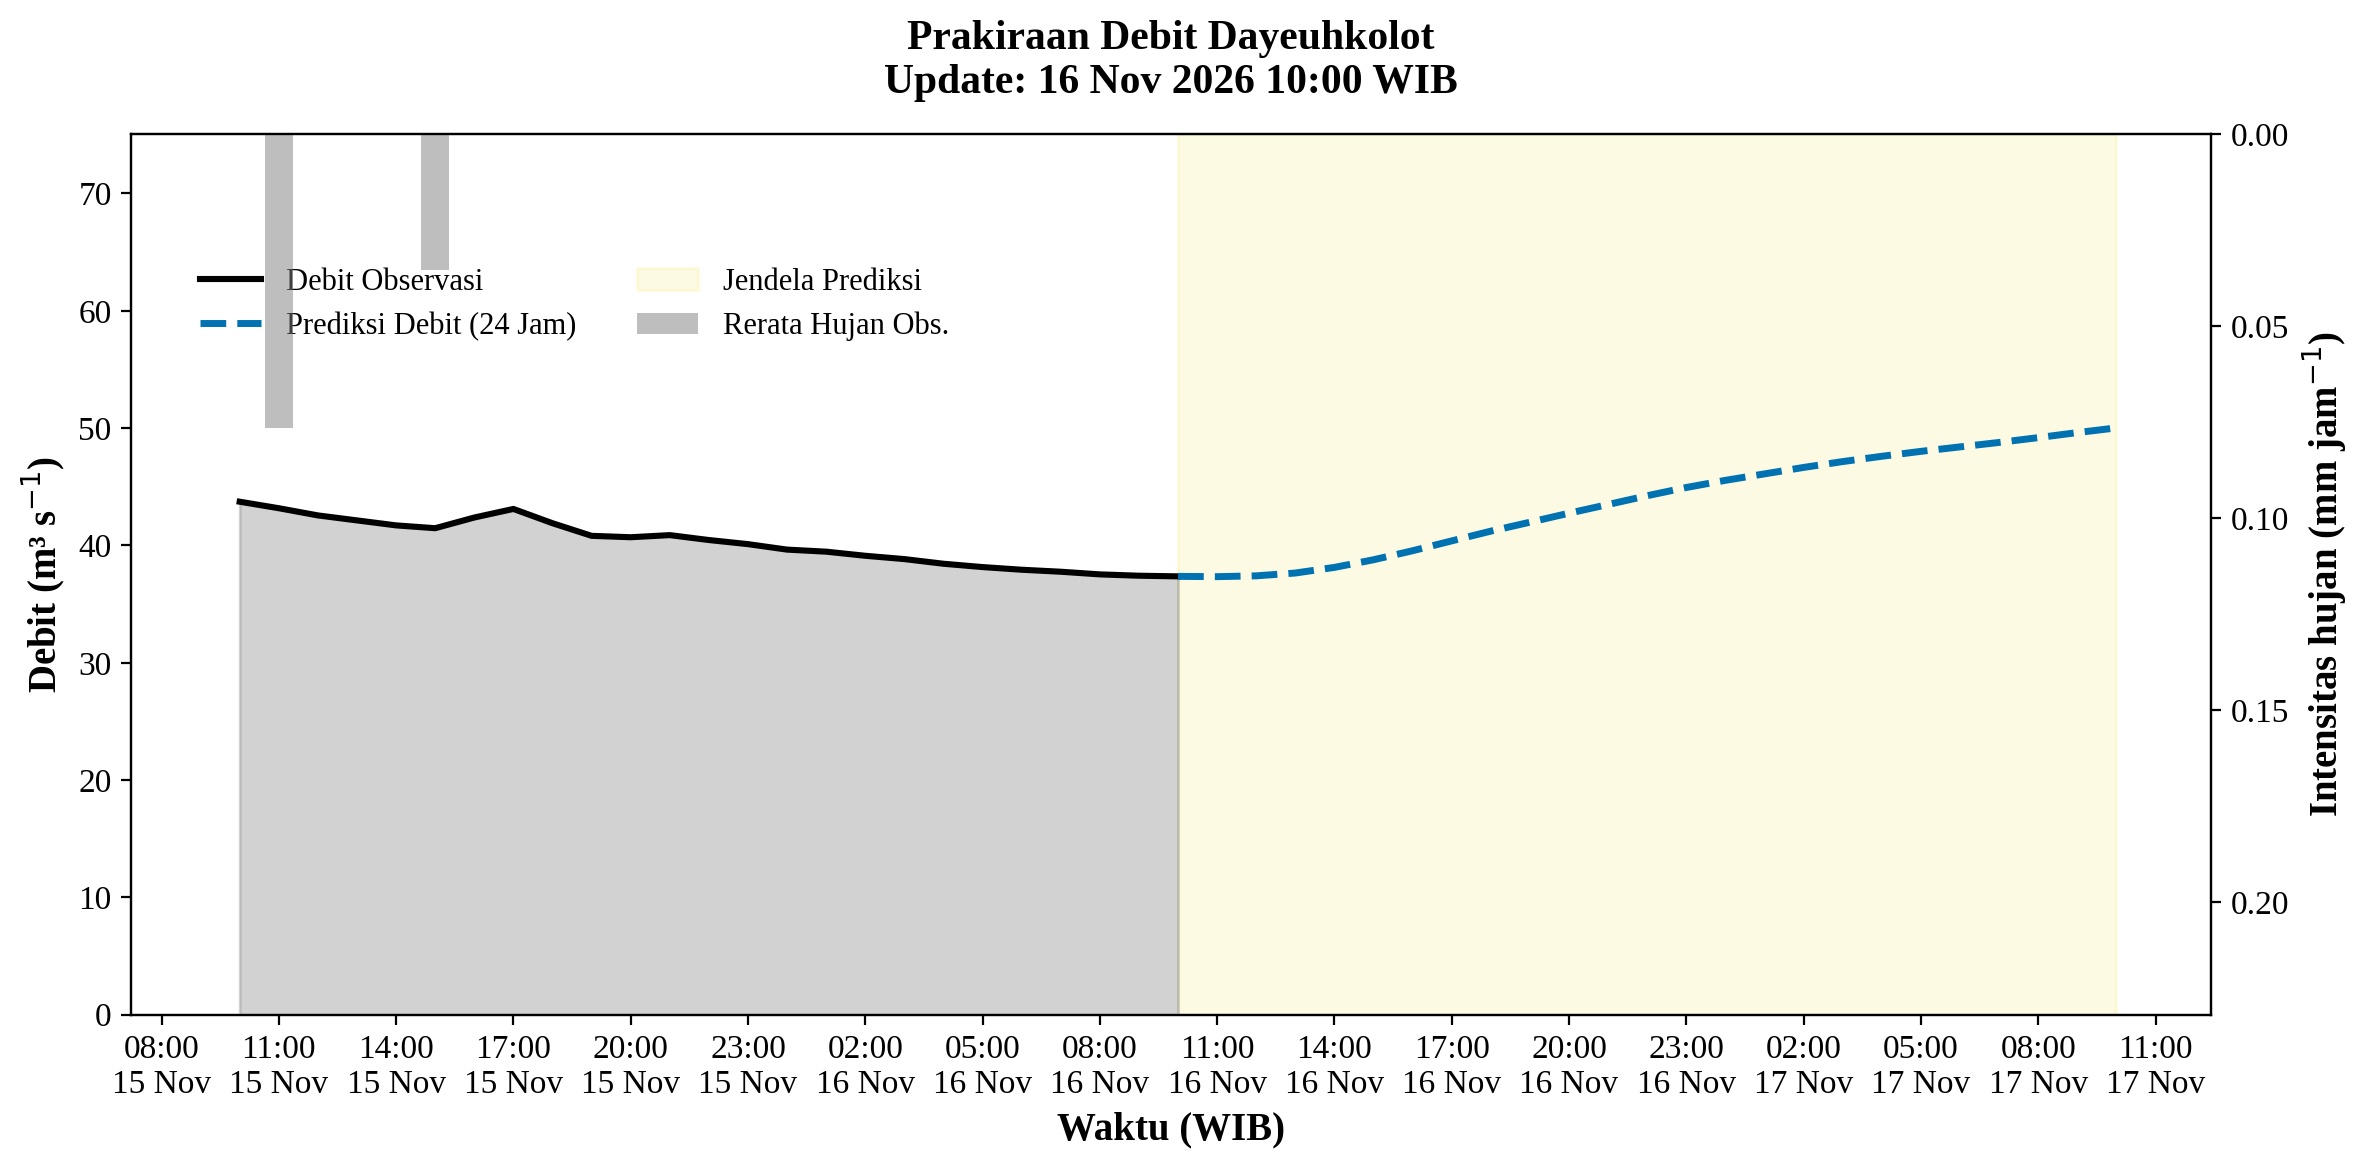 Prakiraan Debit Dayeuhkolot
Update: 16 Nov 2026 10:00 WIB
Debit (m³ s⁻¹)
70
60
50
40
30
20
10
0
Debit Observasi
Prediksi Debit (24 Jam)
Jendela Prediksi
Rerata Hujan Obs.
0.00
0.05
0.10
0.15
0.20
Intensitas hujan (mm jam⁻¹)
08:00 11:00 14:00 17:00 20:00 23:00 02:00 05:00 08:00 11:00 14:00 17:00 20:00 23:00 02:00 05:00 08:00 11:00
15 Nov 15 Nov 15 Nov 15 Nov 15 Nov 15 Nov 16 Nov 16 Nov 16 Nov 16 Nov 16 Nov 16 Nov 16 Nov 16 Nov 17 Nov 17 Nov 17 Nov 17 Nov
Waktu (WIB)